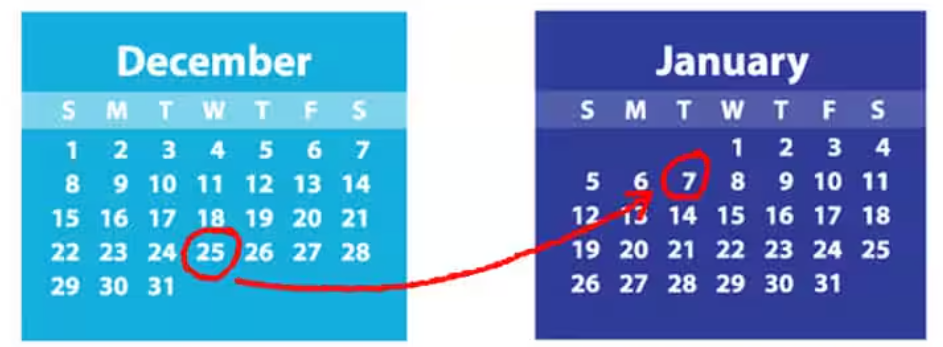 December
S M T W T F S
1 2 3 4 5 6 7
8 9 10 11 12 13 14
15 16 17 18 19 20 21
22 23 24 25 26 27 28
29 30 31
January
S M T W T F S
1 2 3 4
5 6 7 8 9 10 11
12 13 14 15 16 17 18
19 20 21 22 23 24 25
26 27 28 29 30 31